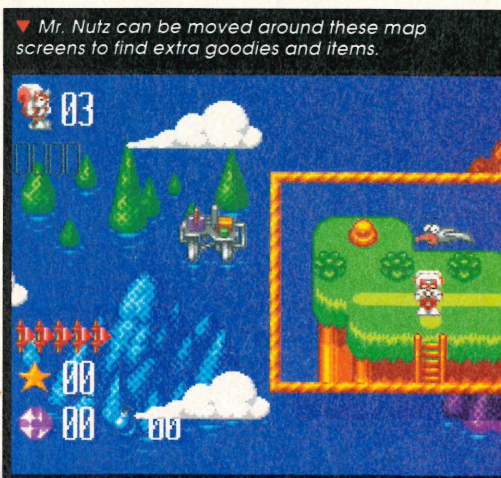 ▼ Mr. Nutz can be moved around these map
screens to find extra goodies and items.
03
00
00 00